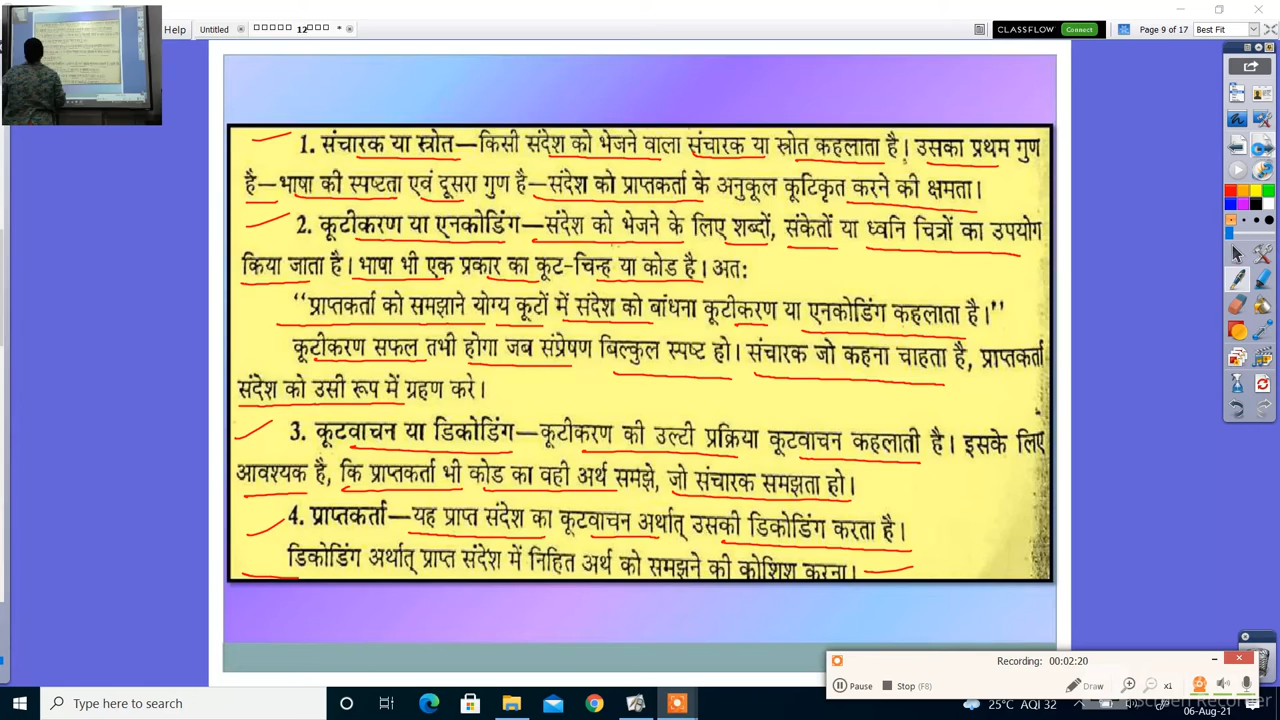 Help Untitled 12 * CLASSFLOW Connect Page 9 of 17 Best Fit
1. संचारक या स्त्रोत—किसी संदेश को भेजने वाला संचारक या स्त्रोत कहलाता है। उसका प्रथम गुण
है—भाषा की स्पष्टता एवं दूसरा गुण है—संदेश को प्राप्तकर्ता के अनुकूल कूटिकृत करने की क्षमता।
2. कूटीकरण या एनकोडिंग—संदेश को भेजने के लिए शब्दों, संकेतों या ध्वनि चित्रों का उपयोग
किया जाता है। भाषा भी एक प्रकार का कूट-चिन्ह या कोड है। अत:
‘‘प्राप्तकर्ता को समझाने योग्य कूटों में संदेश को बांधना कूटीकरण या एनकोडिंग कहलाता है।’’
कूटीकरण सफल तभी होगा जब संप्रेषण बिल्कुल स्पष्ट हो। संचारक जो कहना चाहता है, प्राप्तकर्ता
संदेश को उसी रूप में ग्रहण करे।
3. कूटवाचन या डिकोडिंग—कूटीकरण की उल्टी प्रक्रिया कूटवाचन कहलाती है। इसके लिए
आवश्यक है, कि प्राप्तकर्ता भी कोड का वही अर्थ समझे, जो संचारक समझता हो।
4. प्राप्तकर्ता—यह प्राप्त संदेश का कूटवाचन अर्थात् उसकी डिकोडिंग करता है।
डिकोडिंग अर्थात् प्राप्त संदेश में निहित अर्थ को समझने की कोशिश करना।
Recording: 00:02:20
Pause Stop (F8) Draw x1
Screen Recorder
Type here to search 25°C AQI 32
06-Aug-21